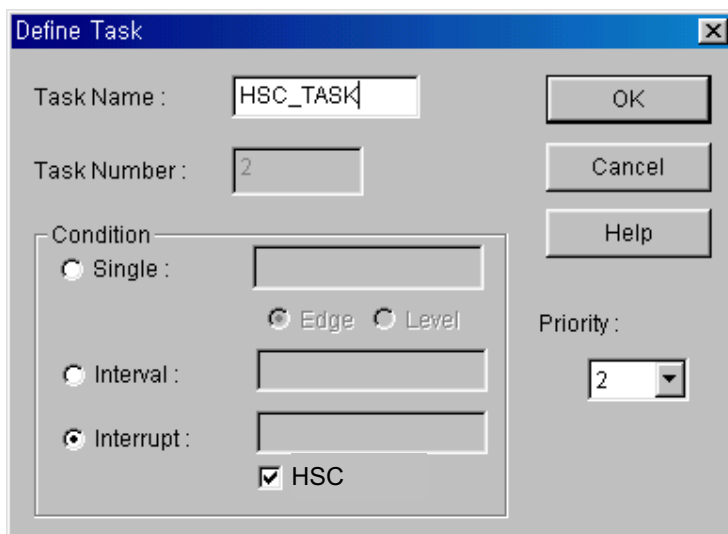 Define Task
Task Name :
HSC_TASK
OK
Task Number :
2
Cancel
Help
Condition
Single :
Edge
Level
Priority :
Interval :
2
Interrupt :
HSC